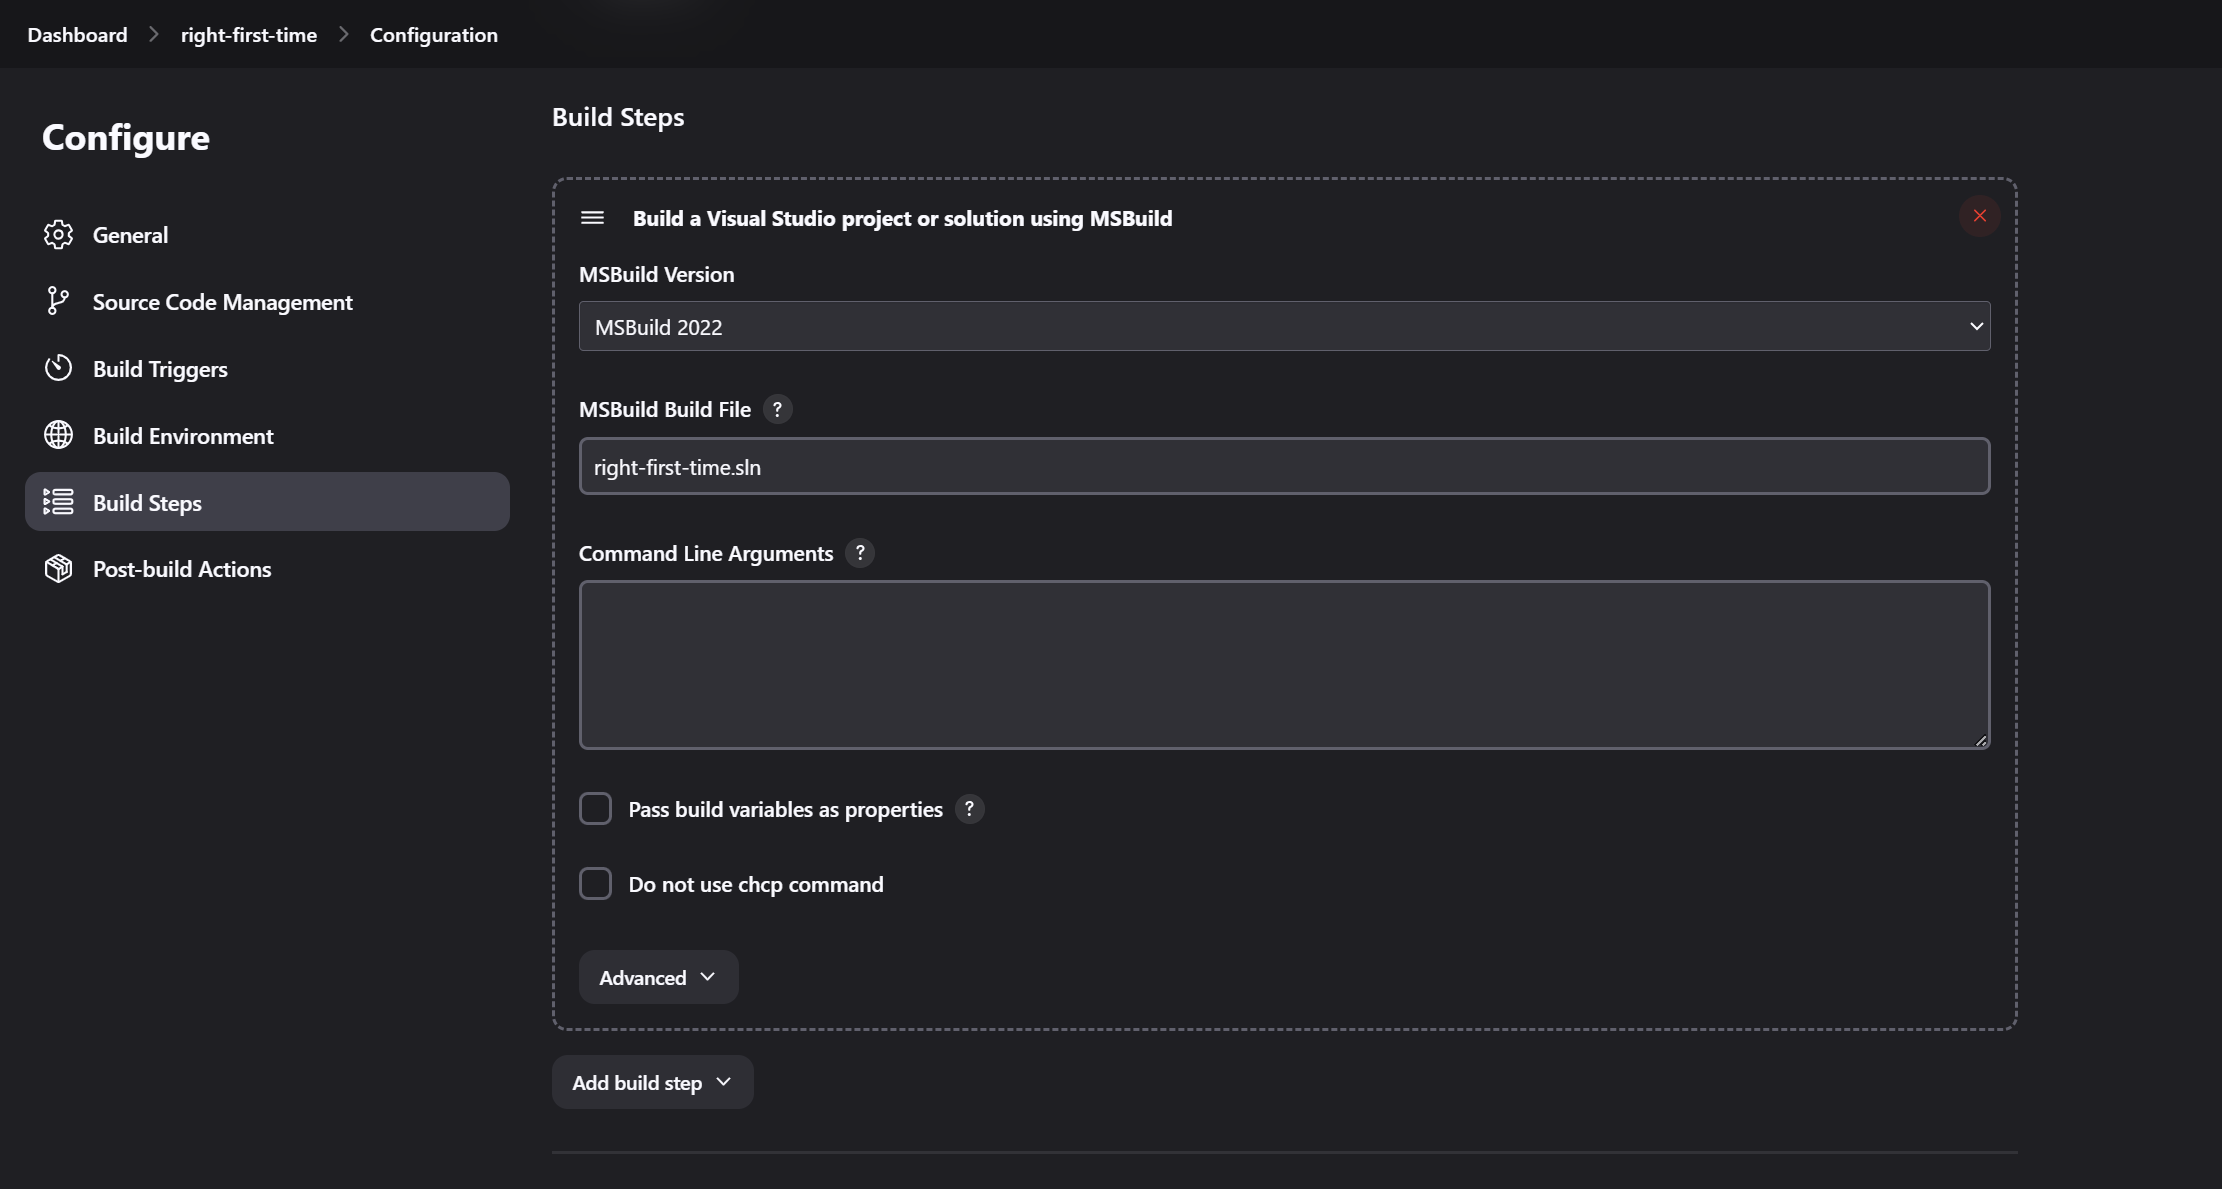 Dashboard
right-first-time
Configuration
Configure
General
Source Code Management
Build Triggers
Build Environment
Build Steps
Post-build Actions
Build Steps
Build a Visual Studio project or solution using MSBuild
MSBuild Version
MSBuild 2022
MSBuild Build File ?
right-first-time.sln
Command Line Arguments ?
Pass build variables as properties ?
Do not use chcp command
Advanced
Add build step